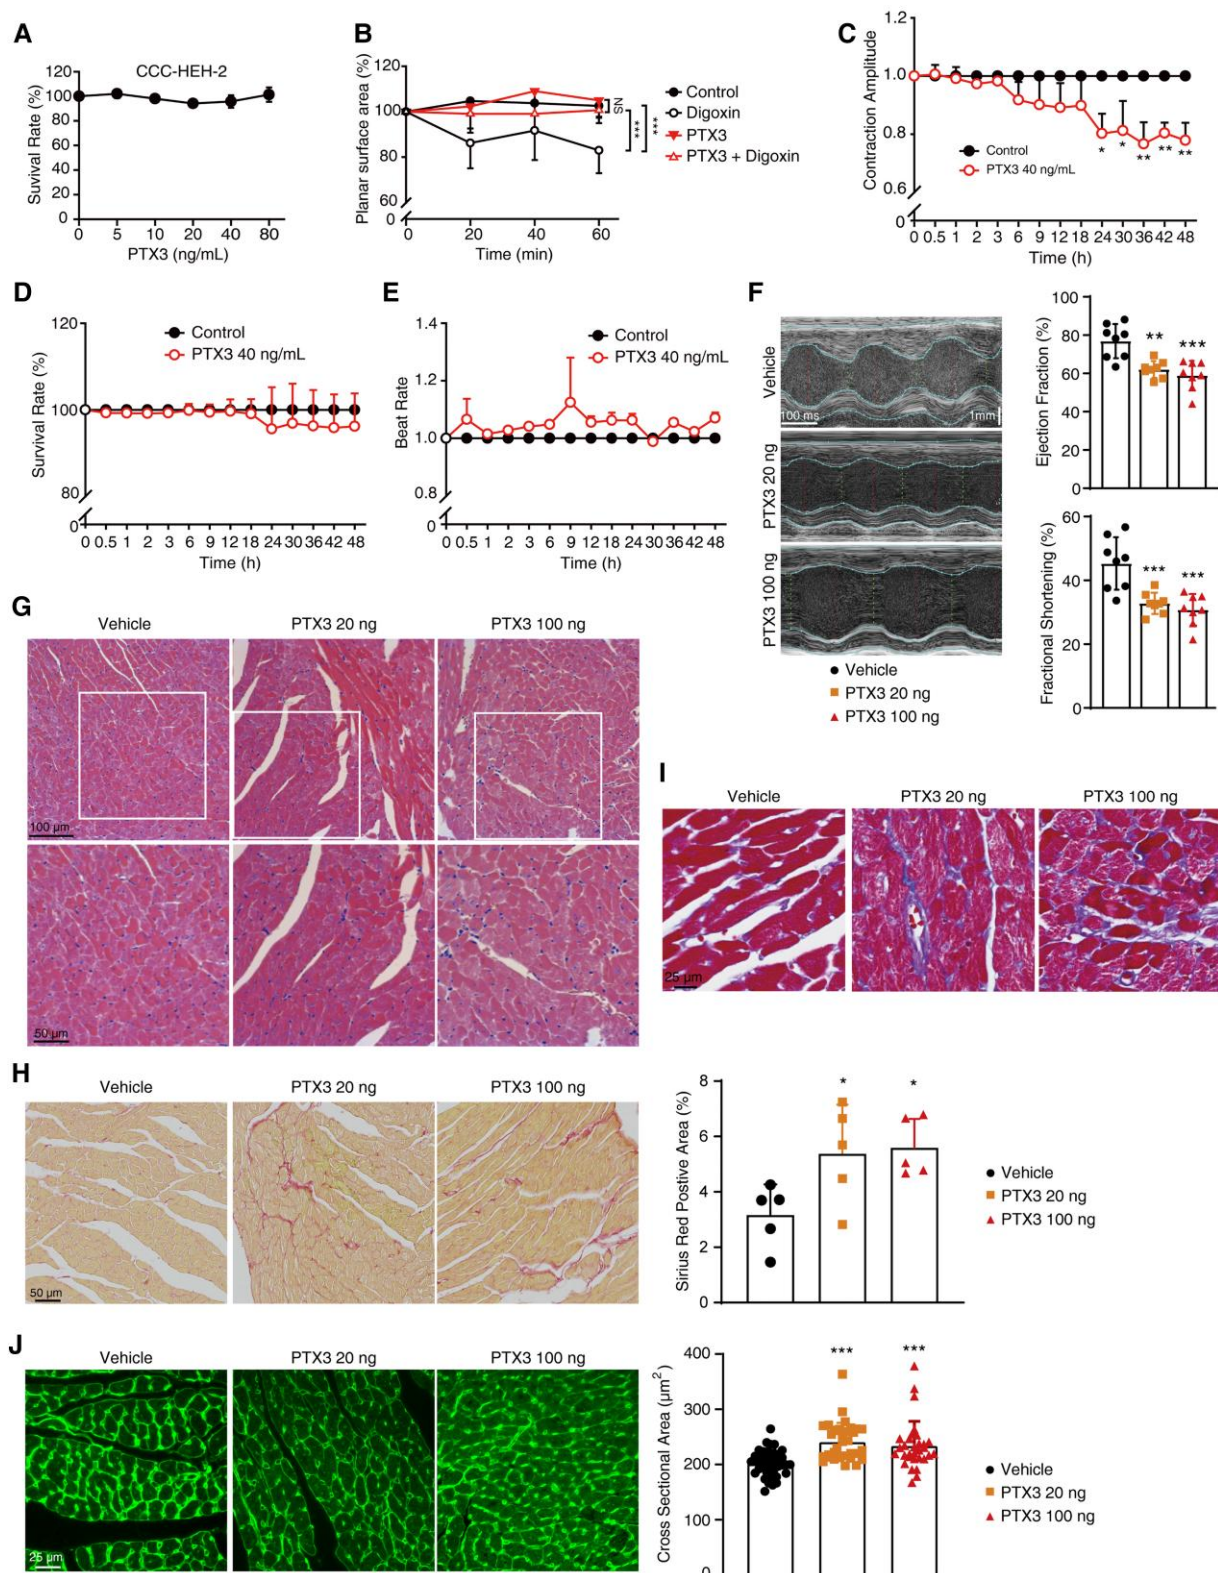 A
CCC-HEH-2
Suvival Rate (%)
120
100
80
60
40
20
0
0 5 10 20 40 80
PTX3 (ng/mL)
B
Planar surface area (%)
120
100
80
60
0
0 20 40 60
Time (min)
NS
***
***
Control
Digoxin
PTX3
PTX3 + Digoxin
C
Contraction Amplitude
1.2
1.0
0.8
0.6
0
Control
PTX3 40 ng/mL
* * ** ** **
0 0.5 1 2 3 6 9 12 18 24 30 36 42 48
Time (h)
D
Survival Rate (%)
120
100
80
0
Control
PTX3 40 ng/mL
0 0.5 1 2 3 6 9 12 18 24 30 36 42 48
Time (h)
E
Beat Rate
1.4
1.2
1.0
0.8
0
Control
PTX3 40 ng/mL
0 0.5 1 2 3 6 9 12 18 24 30 36 42 48
Time (h)
F
Vehicle
100 ms
1mm
PTX3 20 ng
PTX3 100 ng
Vehicle
PTX3 20 ng
PTX3 100 ng
Ejection Fraction (%)
100
80
60
40
20
0
** ***
Fractional Shortening (%)
60
40
20
0
*** ***
G
Vehicle PTX3 20 ng PTX3 100 ng
100 µm
50 µm
I
Vehicle PTX3 20 ng PTX3 100 ng
25 µm
H
Vehicle PTX3 20 ng PTX3 100 ng
50 µm
Sirius Red Postive Area (%)
8
6
4
2
0
* *
Vehicle
PTX3 20 ng
PTX3 100 ng
J
Vehicle PTX3 20 ng PTX3 100 ng
25 µm
Cross Sectional Area (µm²)
400
300
200
100
0
*** ***
Vehicle
PTX3 20 ng
PTX3 100 ng